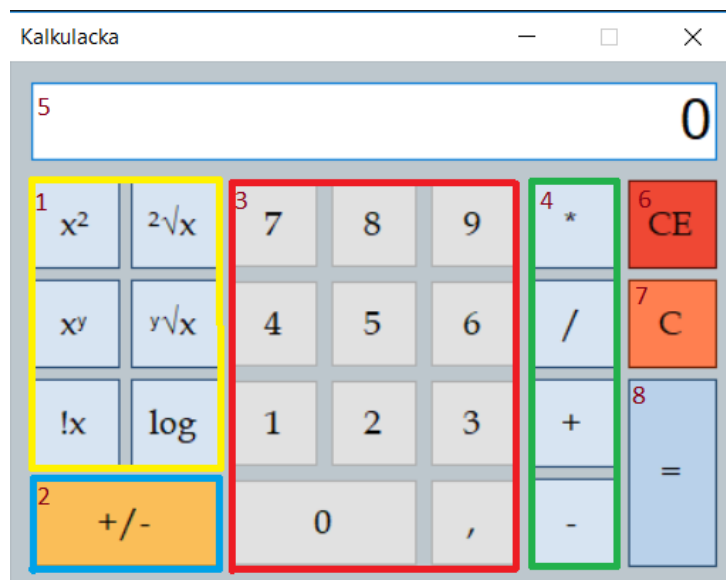 Kalkulacka
5 0
1 x² ²√x 3 7 8 9 4 * 6 CE
xʸ ʸ√x 4 5 6 / 7 C
!x log 1 2 3 + 8 =
2 +/- 0 , -